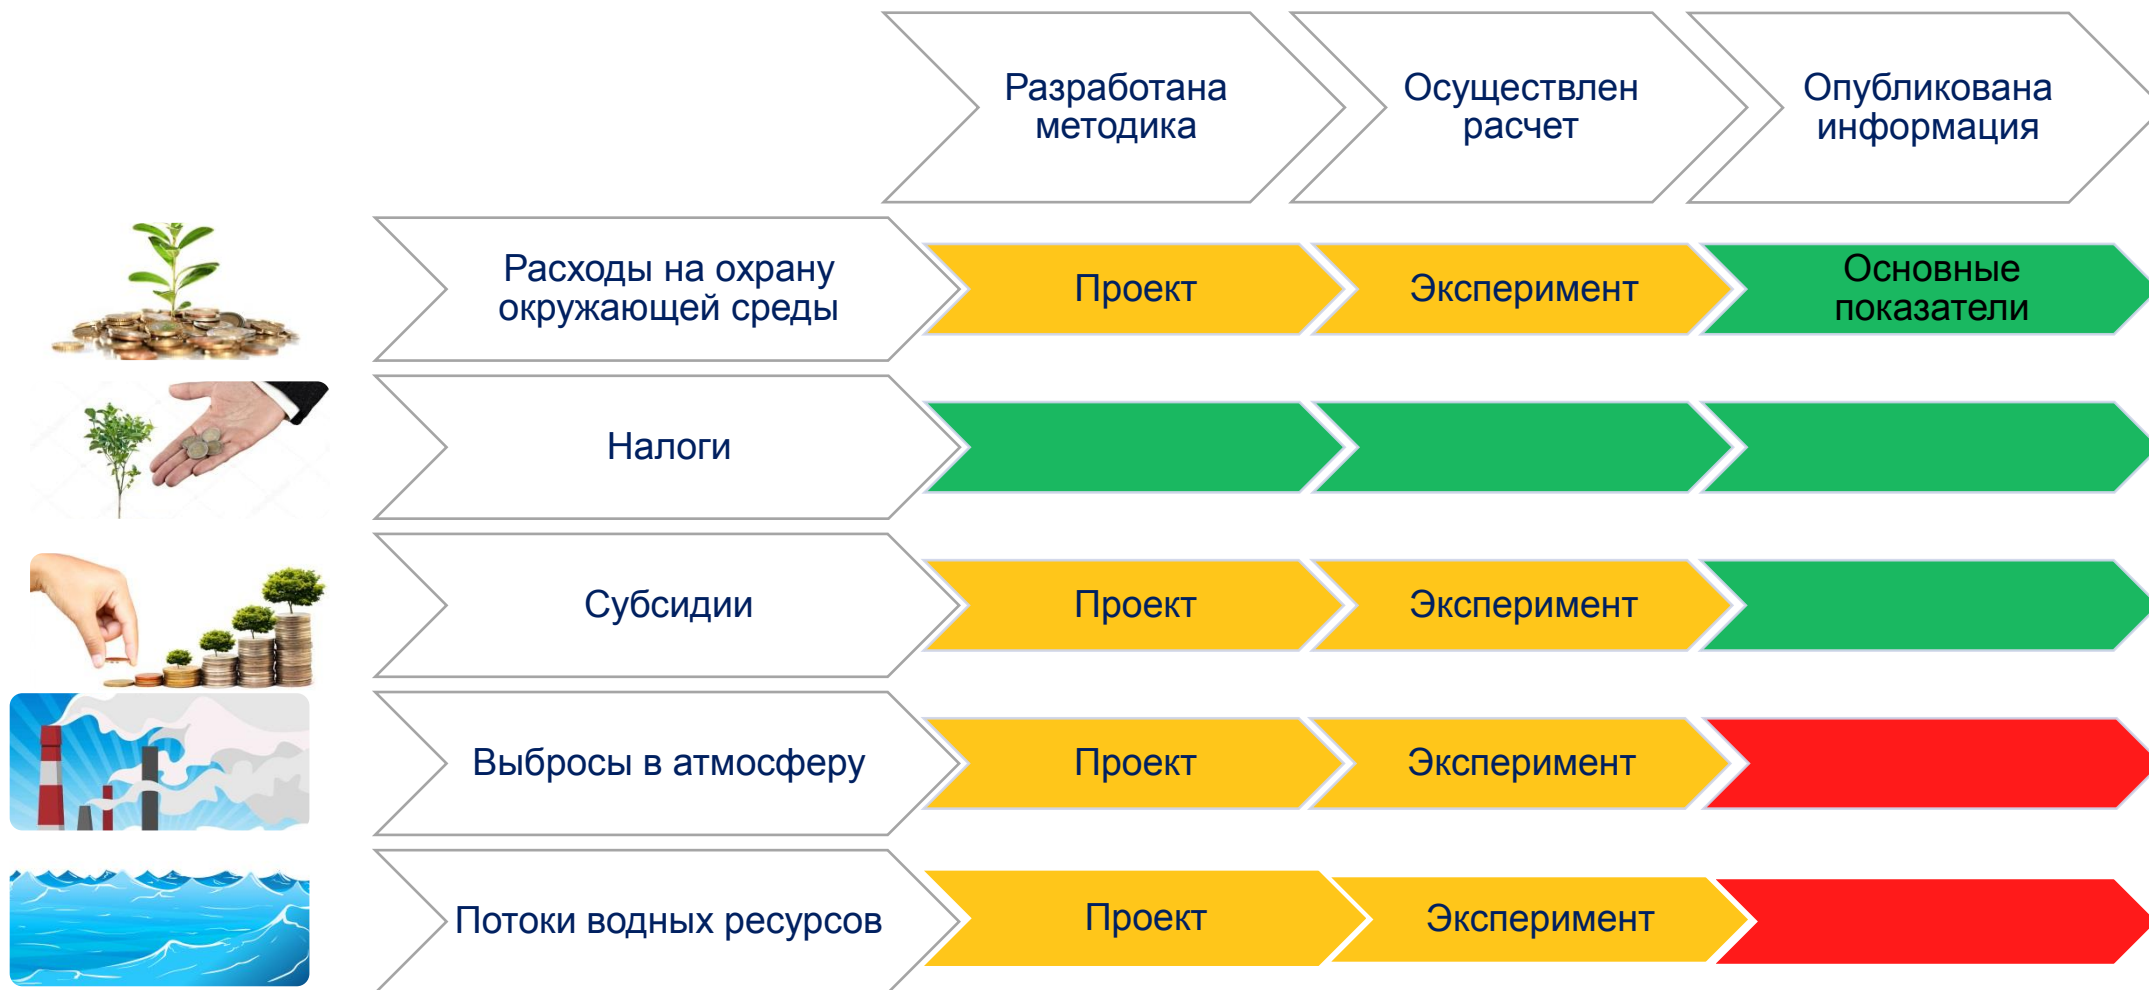 Разработана
методика
Осуществлен
расчет
Опубликована
информация
Расходы на охрану
окружающей среды
Проект
Эксперимент
Основные
показатели
Налоги
Субсидии
Проект
Эксперимент
Выбросы в атмосферу
Проект
Эксперимент
Потоки водных ресурсов
Проект
Эксперимент